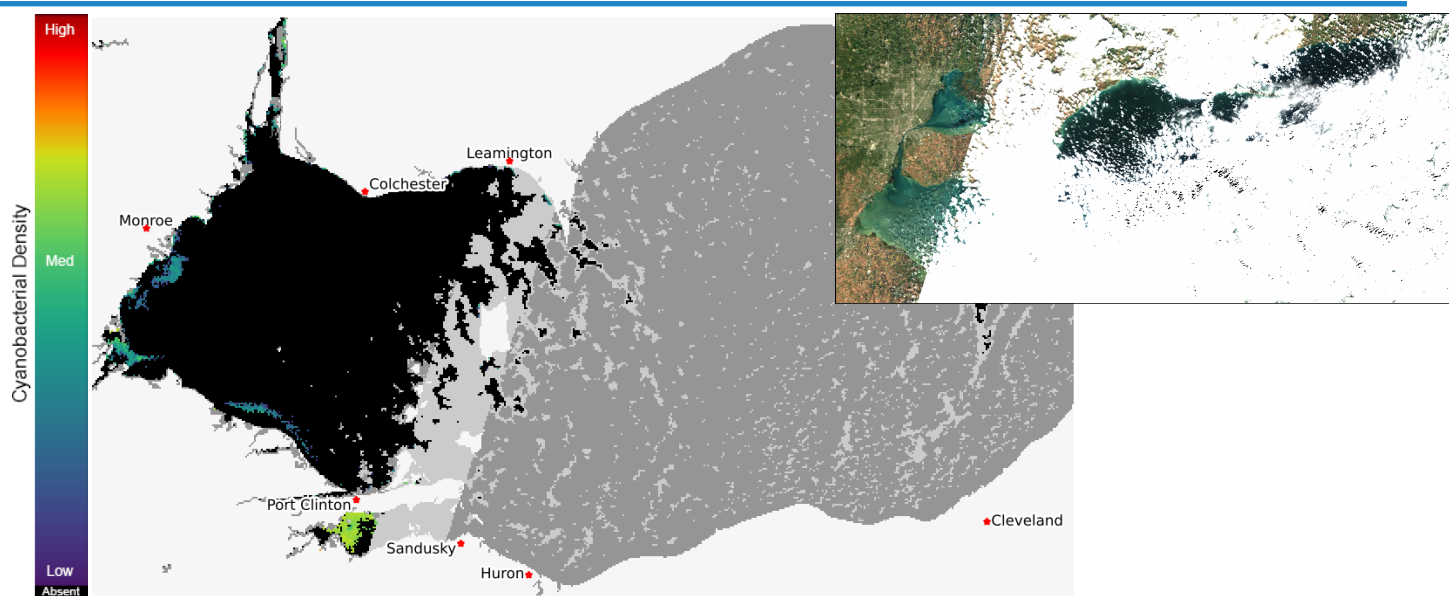 High
Med
Low
Absent
Cyanobacterial Density
Leamington
Colchester
Monroe
Port Clinton
Sandusky
Huron
Cleveland